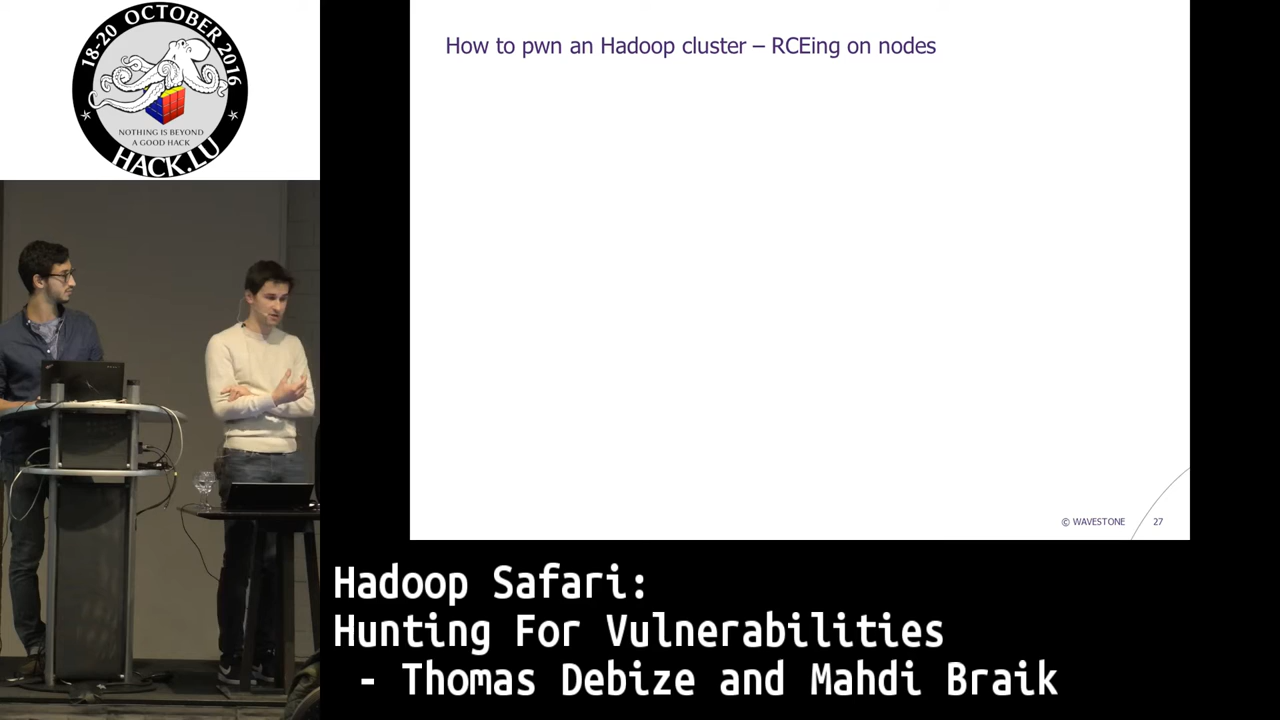 18-20 OCTOBER 2016
NOTHING IS BEYOND
A GOOD HACK
HACK.LU
How to pwn an Hadoop cluster – RCEing on nodes
© WAVESTONE 27
Hadoop Safari:
Hunting For Vulnerabilities
- Thomas Debize and Mahdi Braik